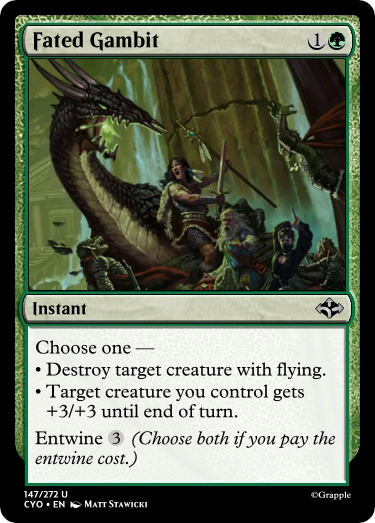 Fated Gambit 1
Instant
Choose one —
• Destroy target creature with flying.
• Target creature you control gets
+3/+3 until end of turn.
Entwine 3 (Choose both if you pay the
entwine cost.)
147/272 U
CYO • EN Matt Stawicki
©Grapple